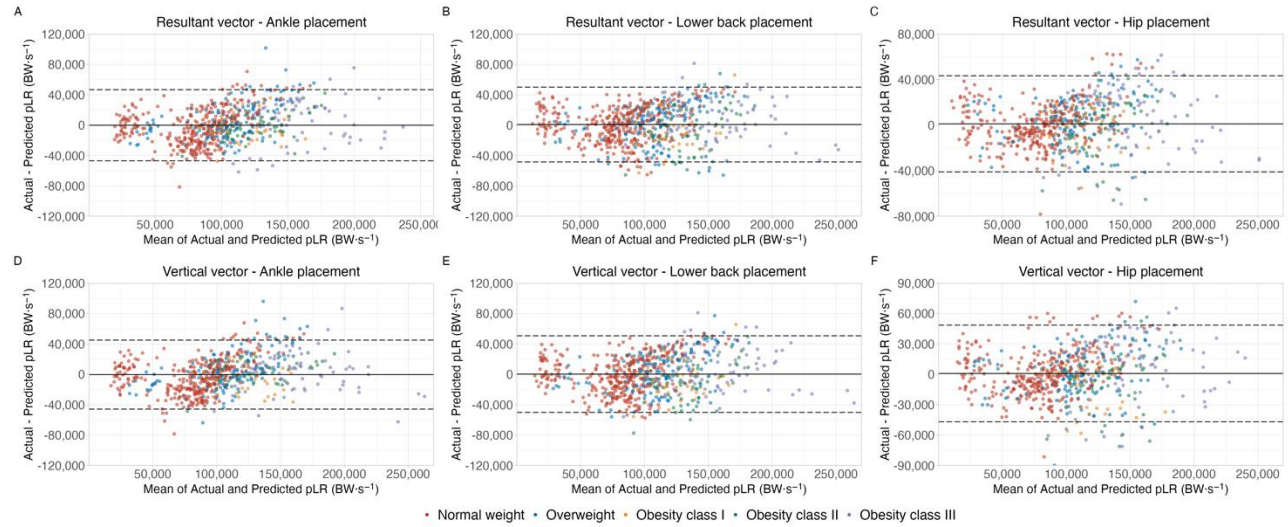 A
Resultant vector - Ankle placement
120,000
80,000
40,000
0
-40,000
-80,000
-120,000
Actual - Predicted pLR (BW·s⁻¹)
50,000 100,000 150,000 200,000 250,000
Mean of Actual and Predicted pLR (BW·s⁻¹)
B
Resultant vector - Lower back placement
120,000
80,000
40,000
0
-40,000
-80,000
-120,000
Actual - Predicted pLR (BW·s⁻¹)
50,000 100,000 150,000 200,000 250,000
Mean of Actual and Predicted pLR (BW·s⁻¹)
C
Resultant vector - Hip placement
80,000
40,000
0
-40,000
-80,000
Actual - Predicted pLR (BW·s⁻¹)
50,000 100,000 150,000 200,000 250,000
Mean of Actual and Predicted pLR (BW·s⁻¹)
D
Vertical vector - Ankle placement
120,000
80,000
40,000
0
-40,000
-80,000
-120,000
Actual - Predicted pLR (BW·s⁻¹)
50,000 100,000 150,000 200,000 250,000
Mean of Actual and Predicted pLR (BW·s⁻¹)
E
Vertical vector - Lower back placement
120,000
80,000
40,000
0
-40,000
-80,000
-120,000
Actual - Predicted pLR (BW·s⁻¹)
50,000 100,000 150,000 200,000 250,000
Mean of Actual and Predicted pLR (BW·s⁻¹)
F
Vertical vector - Hip placement
90,000
60,000
30,000
0
-30,000
-60,000
-90,000
Actual - Predicted pLR (BW·s⁻¹)
50,000 100,000 150,000 200,000 250,000
Mean of Actual and Predicted pLR (BW·s⁻¹)
Normal weight Overweight Obesity class I Obesity class II Obesity class III